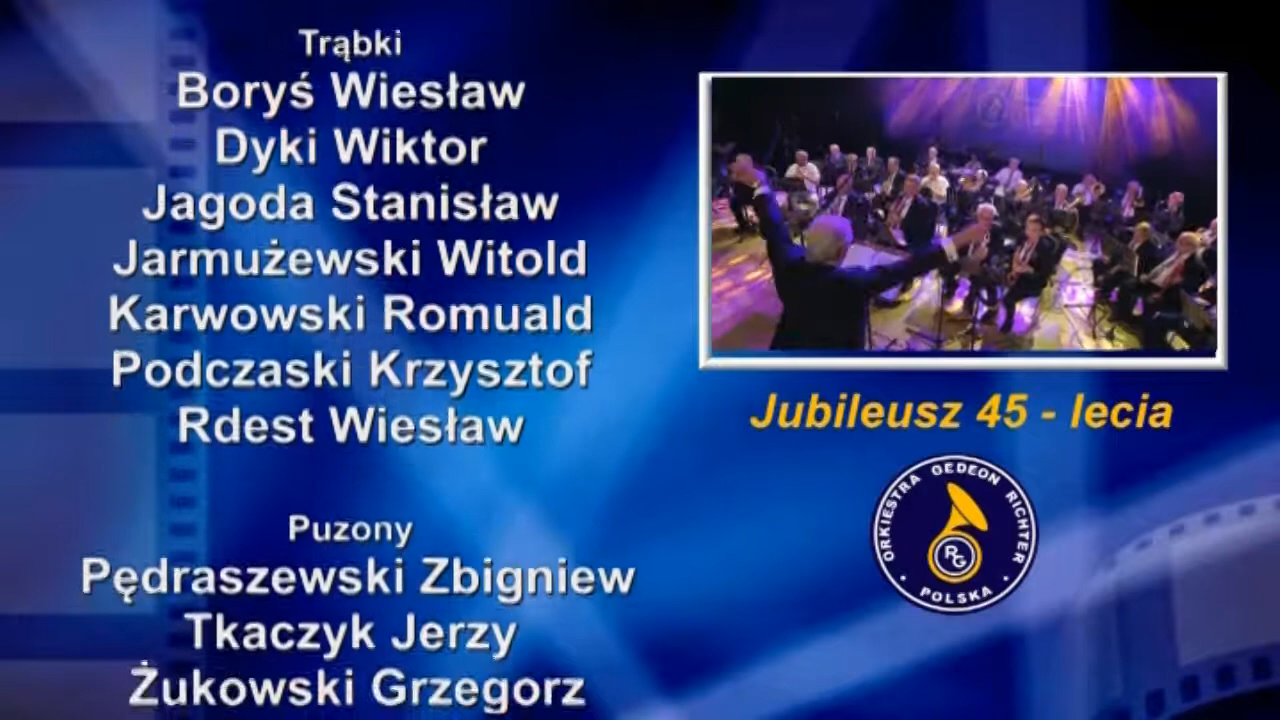 Trąbki
Boryś Wiesław
Dyki Wiktor
Jagoda Stanisław
Jarmużewski Witold
Karwowski Romuald
Podczaski Krzysztof
Rdest Wiesław
Puzony
Pędraszewski Zbigniew
Tkaczyk Jerzy
Żukowski Grzegorz
Jubileusz 45 - lecia
ORKIESTRA GEDEON RICHTER
RG
• POLSKA •